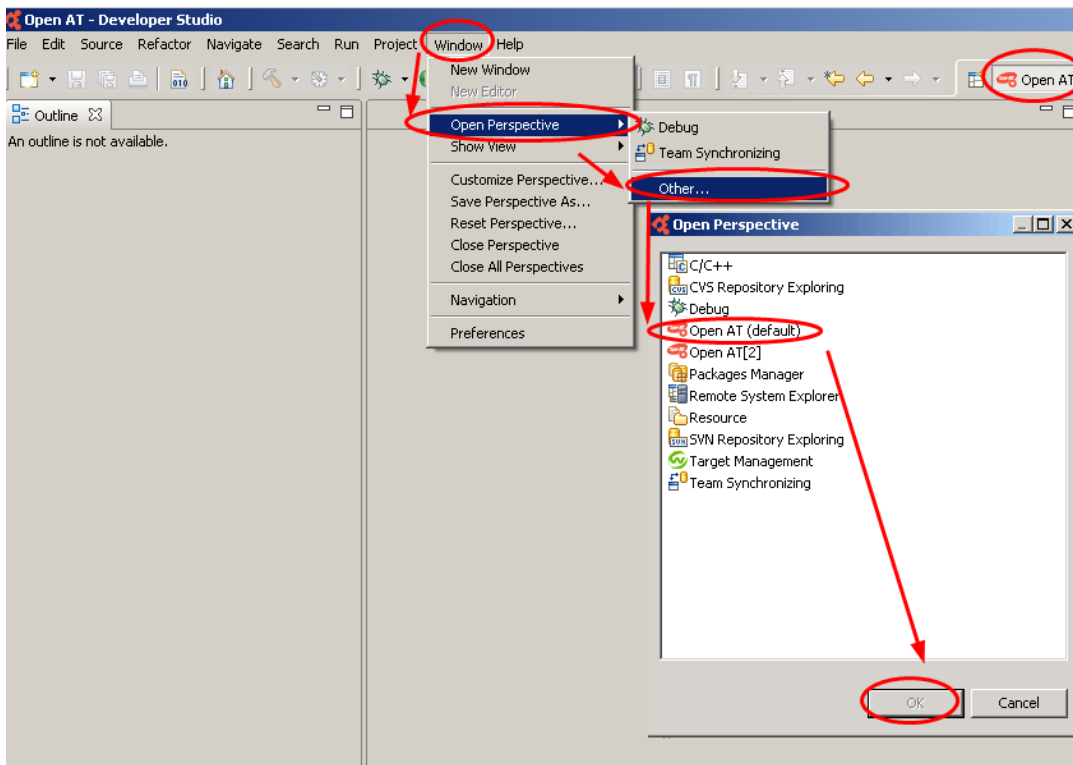 Open AT - Developer Studio
File Edit Source Refactor Navigate Search Run Project Window Help
Open AT
Outline
An outline is not available.
New Window
New Editor
Open Perspective
Show View
Customize Perspective...
Save Perspective As...
Reset Perspective...
Close Perspective
Close All Perspectives
Navigation
Preferences
Debug
Team Synchronizing
Other...
Open Perspective
C/C++
CVS Repository Exploring
Debug
Open AT (default)
Open AT[2]
Packages Manager
Remote System Explorer
Resource
SVN Repository Exploring
Target Management
Team Synchronizing
OK Cancel